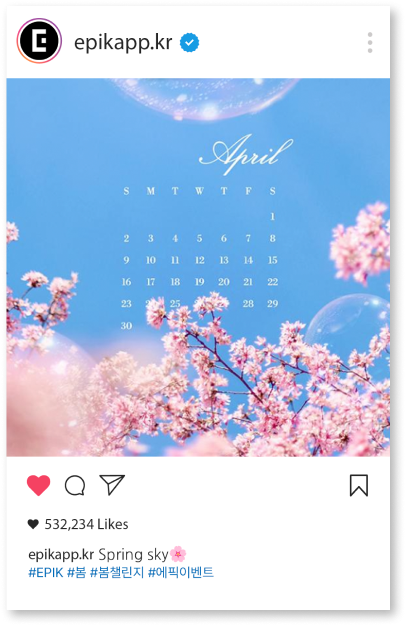 epikapp.kr
April
S M T W T F S
1
2 3 4 5 6 7 8
9 10 11 12 13 14 15
16 17 18 19 20 21 22
23 25 28 29
30
532,234 Likes
epikapp.kr Spring sky🌸
#EPIK #봄 #봄챌린지 #에픽이벤트